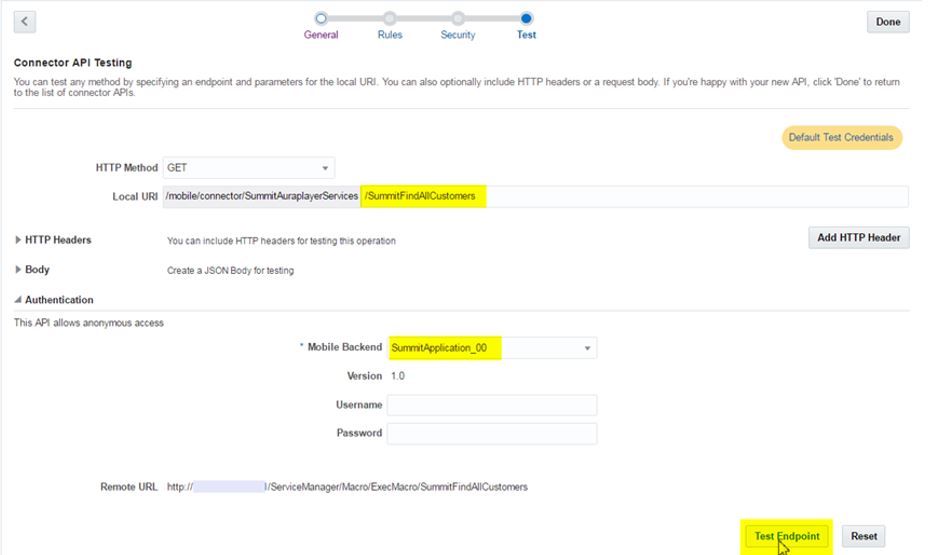 Done
General Rules Security Test
Connector API Testing
You can test any method by specifying an endpoint and parameters for the local URI. You can also optionally include HTTP headers or a request body. If you're happy with your new API, click 'Done' to return
to the list of connector APIs.
Default Test Credentials
HTTP Method GET
Local URI /mobile/connector/SummitAuraplayerServices /SummitFindAllCustomers
HTTP Headers You can include HTTP headers for testing this operation Add HTTP Header
Body Create a JSON Body for testing
Authentication
This API allows anonymous access
* Mobile Backend SummitApplication_00
Version 1.0
Username
Password
Remote URL http:// /ServiceManager/Macro/ExecMacro/SummitFindAllCustomers
Test Endpoint Reset